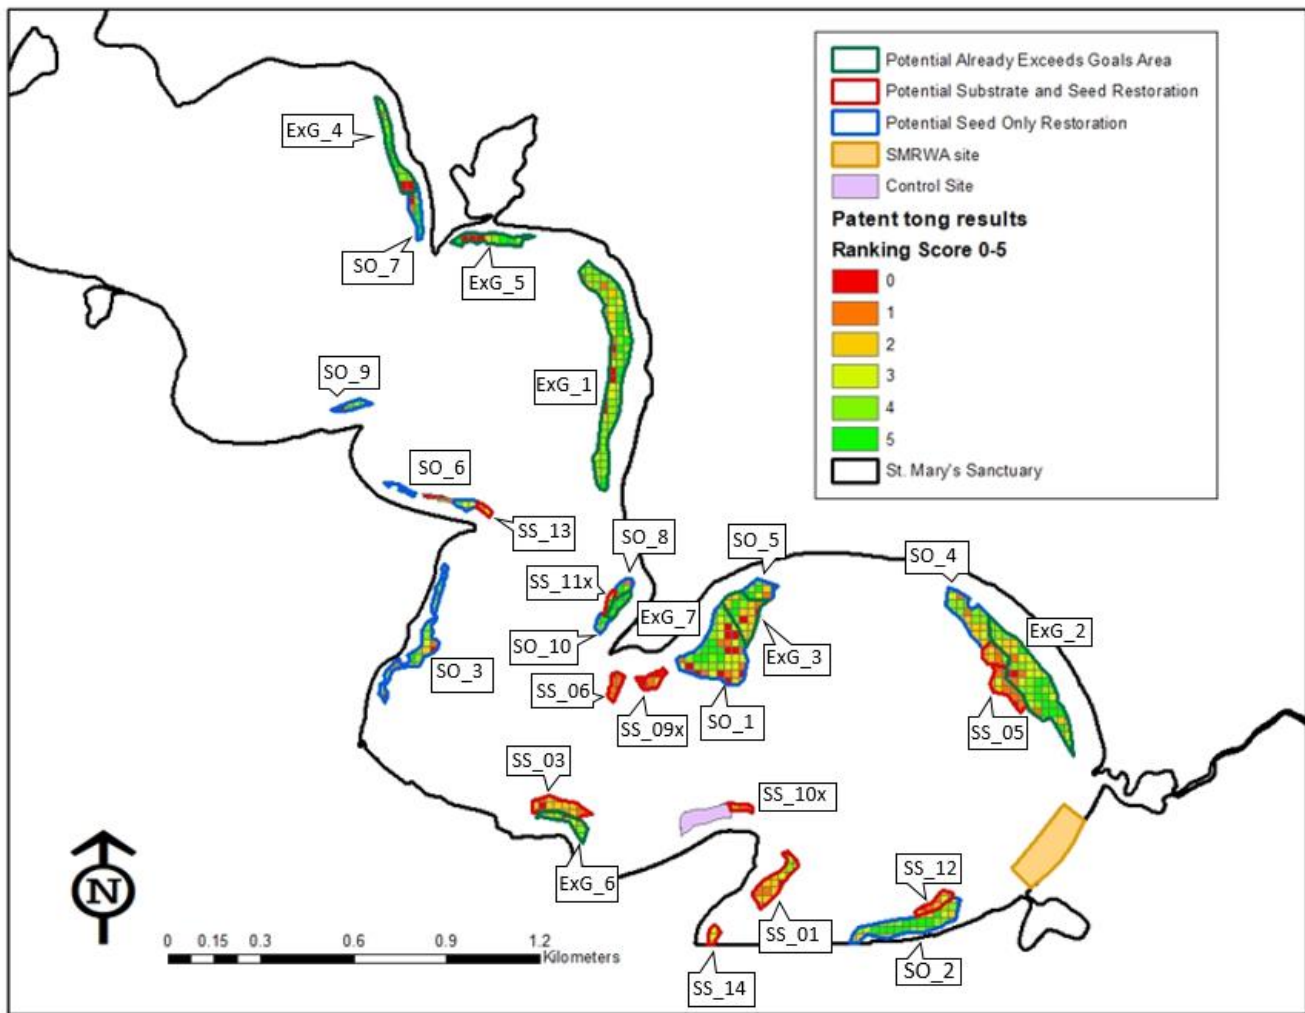 Potential Already Exceeds Goals Area
Potential Substrate and Seed Restoration
Potential Seed Only Restoration
SMRWA site
Control Site
Patent tong results
Ranking Score 0-5
0
1
2
3
4
5
St. Mary's Sanctuary
ExG_4
SO_7
ExG_5
SO_9
ExG_1
SO_6
SS_13
SO_8
SO_5
SO_4
SS_11x
ExG_7
ExG_2
SO_10
ExG_3
SO_3
SS_06
SS_09x
SO_1
SS_05
SS_03
SS_10x
ExG_6
SS_12
SS_01
SO_2
SS_14
N
0 0.15 0.3 0.6 0.9 1.2
Kilometers